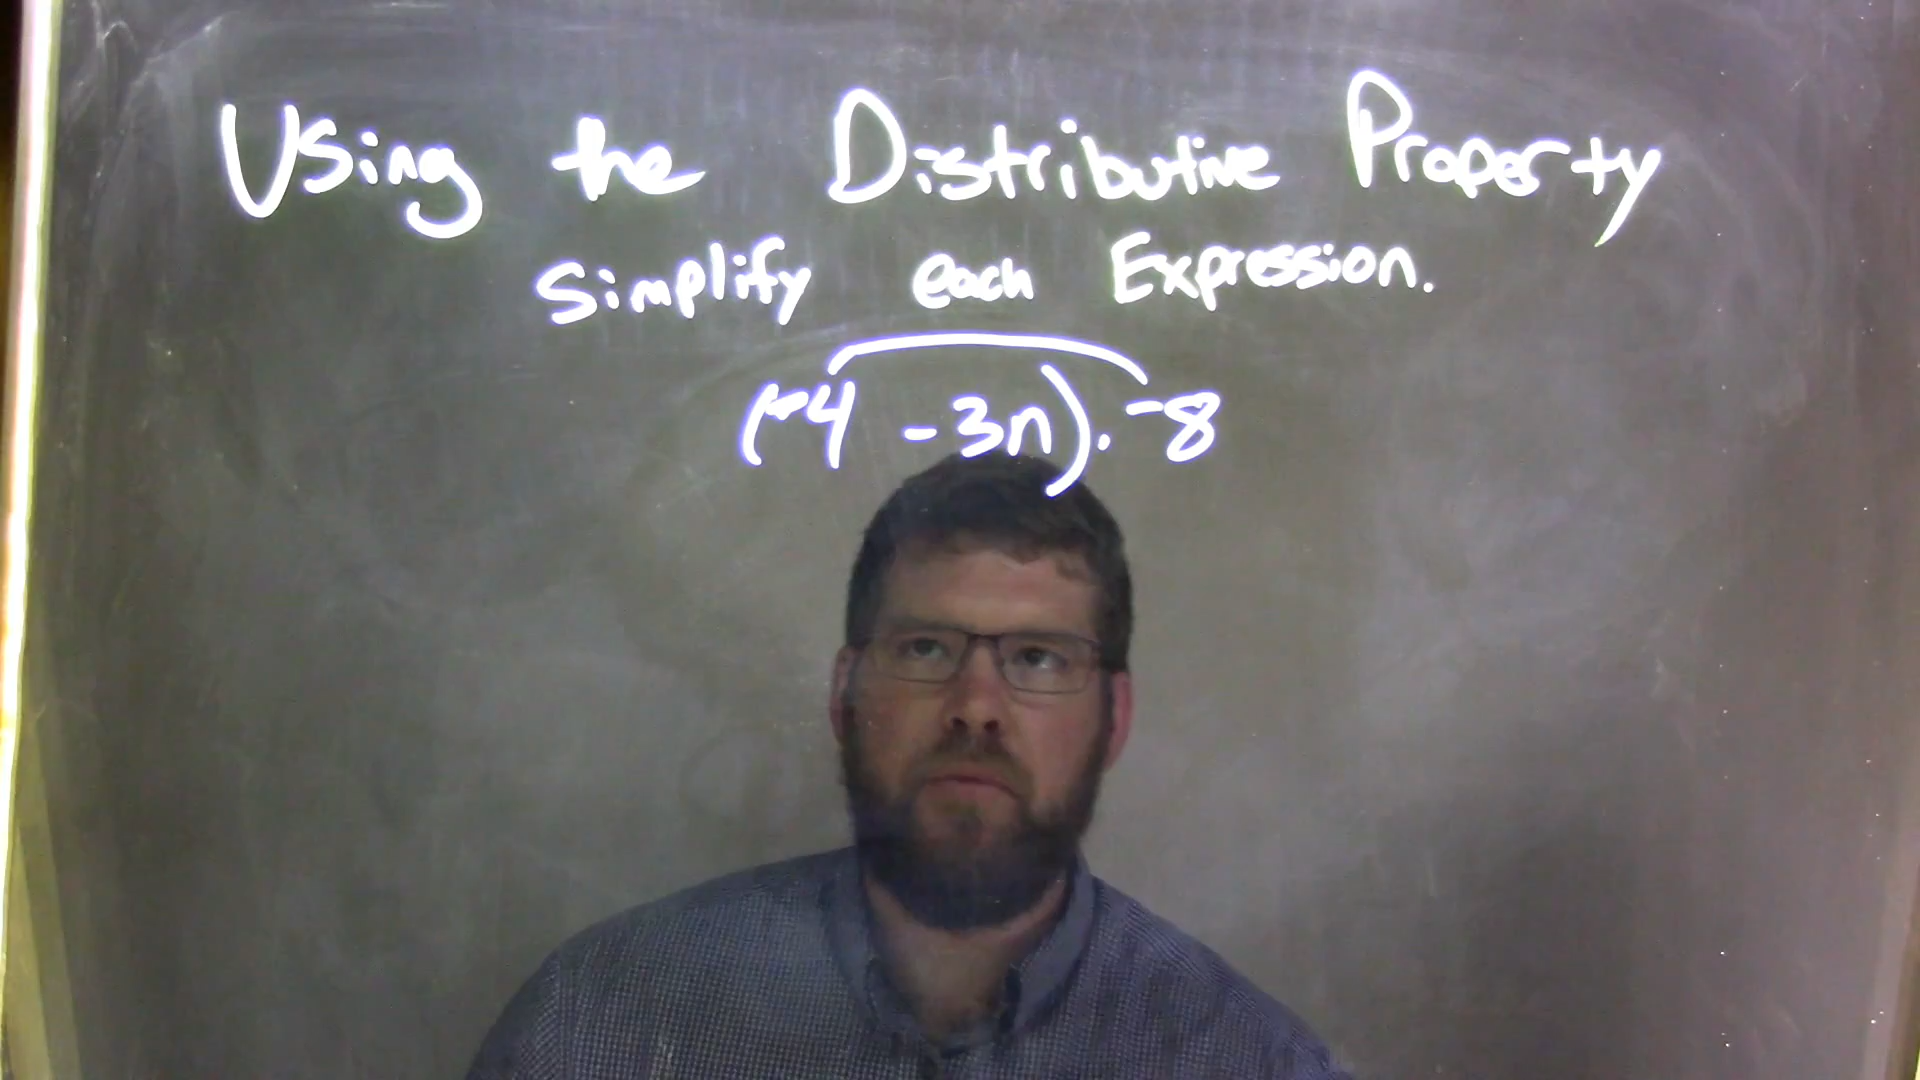 Using the Distributive Property
Simplify each Expression.
(-4 - 3n) · -8